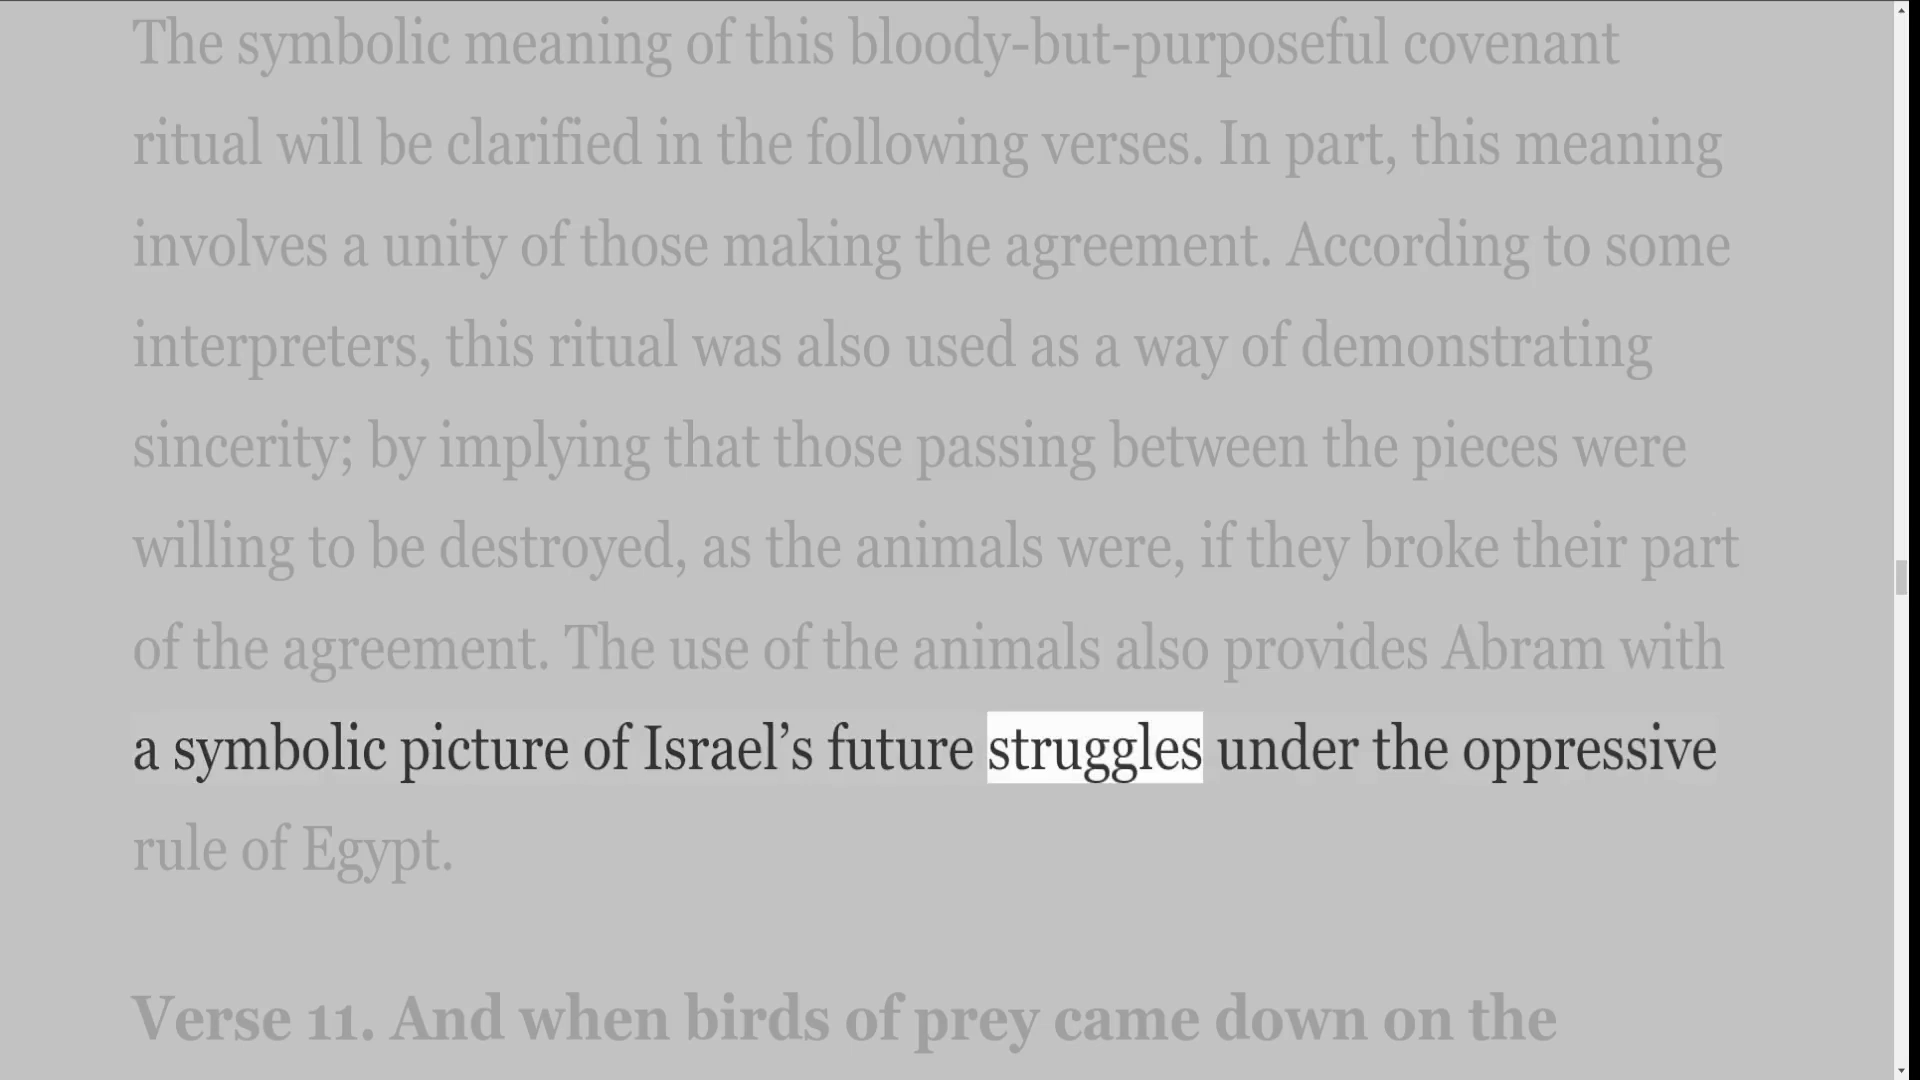 The symbolic meaning of this bloody-but-purposeful covenant
ritual will be clarified in the following verses. In part, this meaning
involves a unity of those making the agreement. According to some
interpreters, this ritual was also used as a way of demonstrating
sincerity; by implying that those passing between the pieces were
willing to be destroyed, as the animals were, if they broke their part
of the agreement. The use of the animals also provides Abram with
a symbolic picture of Israel’s future struggles under the oppressive
rule of Egypt.
Verse 11. And when birds of prey came down on the